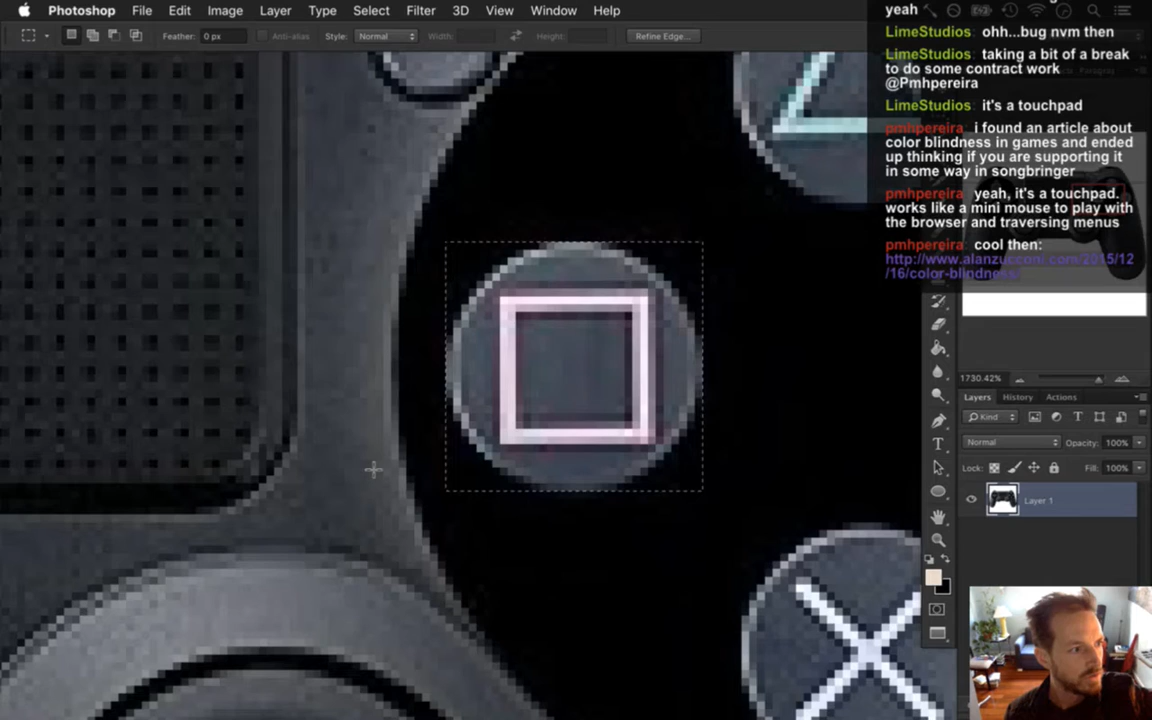 Photoshop File Edit Image Layer Type Select Filter 3D View Window Help
Feather: 0 px Anti-alias Style: Normal Width: Height: Refine Edge...
yeah
LimeStudios ohh...bug nvm then
LimeStudios taking a bit of a break
to do some contract work
@Pmhpereira
LimeStudios it's a touchpad
pmhpereira i found an article about
color blindness in games and ended
up thinking if you are supporting it
in some way in songbringer
pmhpereira yeah, it's a touchpad.
works like a mini mouse to play with
the browser and traversing menus
pmhpereira cool then:
http://www.alanzucconi.com/2015/12
/16/color-blindness/
1730.42%
Layers History Actions
Kind
Normal Opacity: 100%
Lock: Fill: 100%
Layer 1